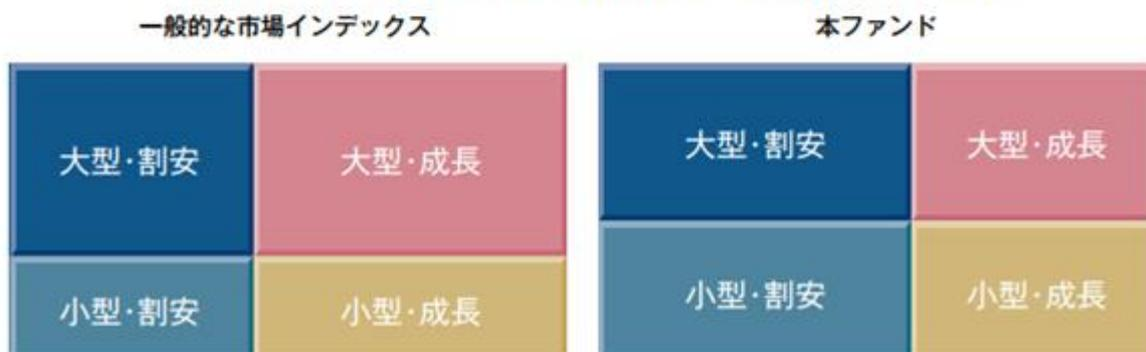 一般的な市場インデックス
本ファンド
大型·割安
大型·成長
小型·割安
小型·成長
大型·割安
大型·成長
小型·割安
小型·成長